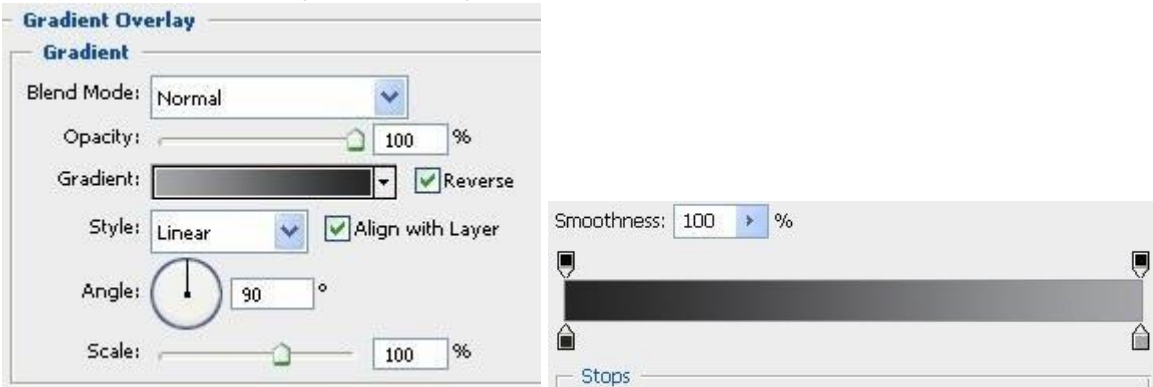 Gradient Overlay
Gradient
Blend Mode: Normal
Opacity: 100 %
Gradient: Reverse
Style: Linear Align with Layer
Angle: 90 °
Scale: 100 %
Smoothness: 100 %
Stops